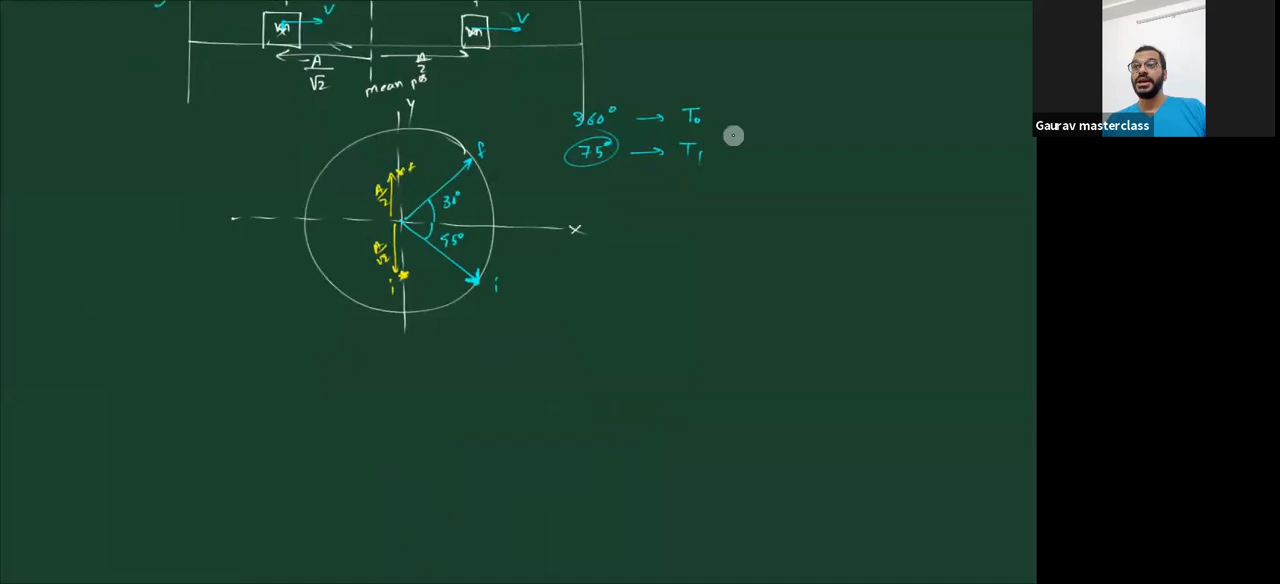 V
V
m
m
-A/√2
A/2
mean pos
Y
360° → T₀
75° → T₁
f
A/2
30°
x
45°
A/√2
i
i
Gaurav masterclass